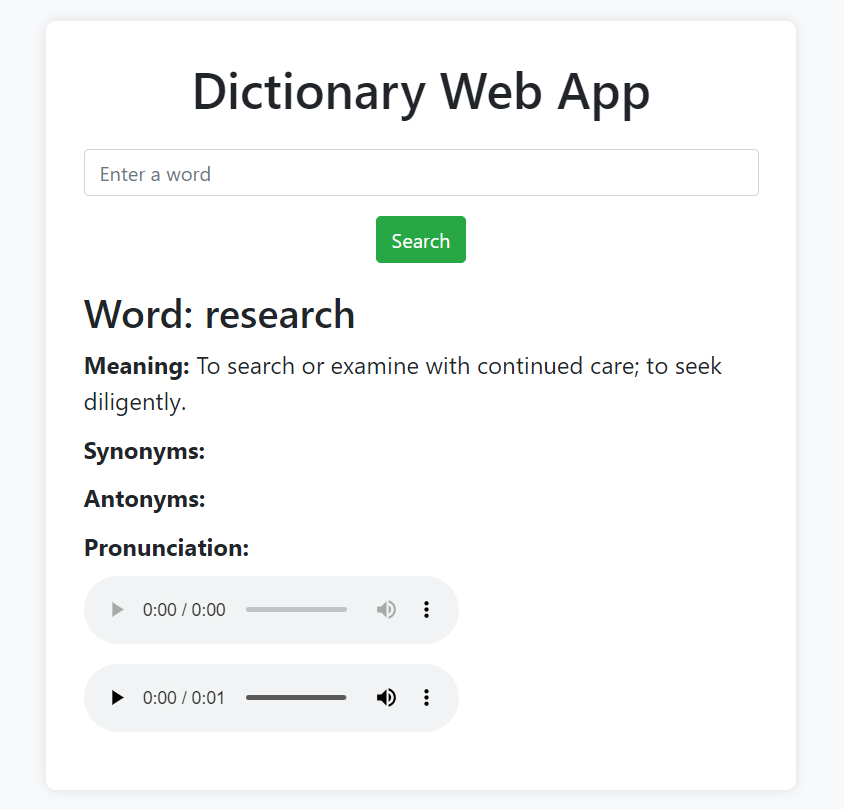 Dictionary Web App
Enter a word
Search
Word: research
Meaning: To search or examine with continued care; to seek
diligently.
Synonyms:
Antonyms:
Pronunciation:
0:00 / 0:00
0:00 / 0:01